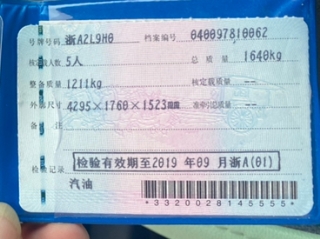 号牌号码 浙A2L9H0 档案编号 040097810062
核定载人数 5人 总质量 1640kg
整备质量 1211kg 核定载质量 --
外廓尺寸 4295×1760×1523mm 准牵引总质量 --
备注
检验有效期至2019 年09 月浙A(01)
检验记录
汽油
*3320028145555*